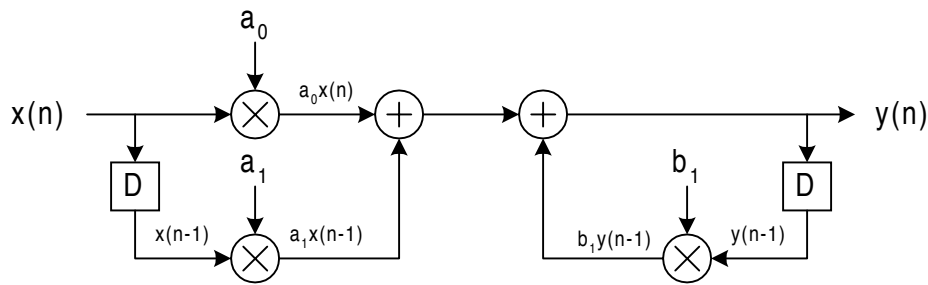 a₀
a₀x(n)
x(n)
y(n)
a₁
b₁
D
D
x(n-1)
a₁x(n-1)
b₁y(n-1)
y(n-1)